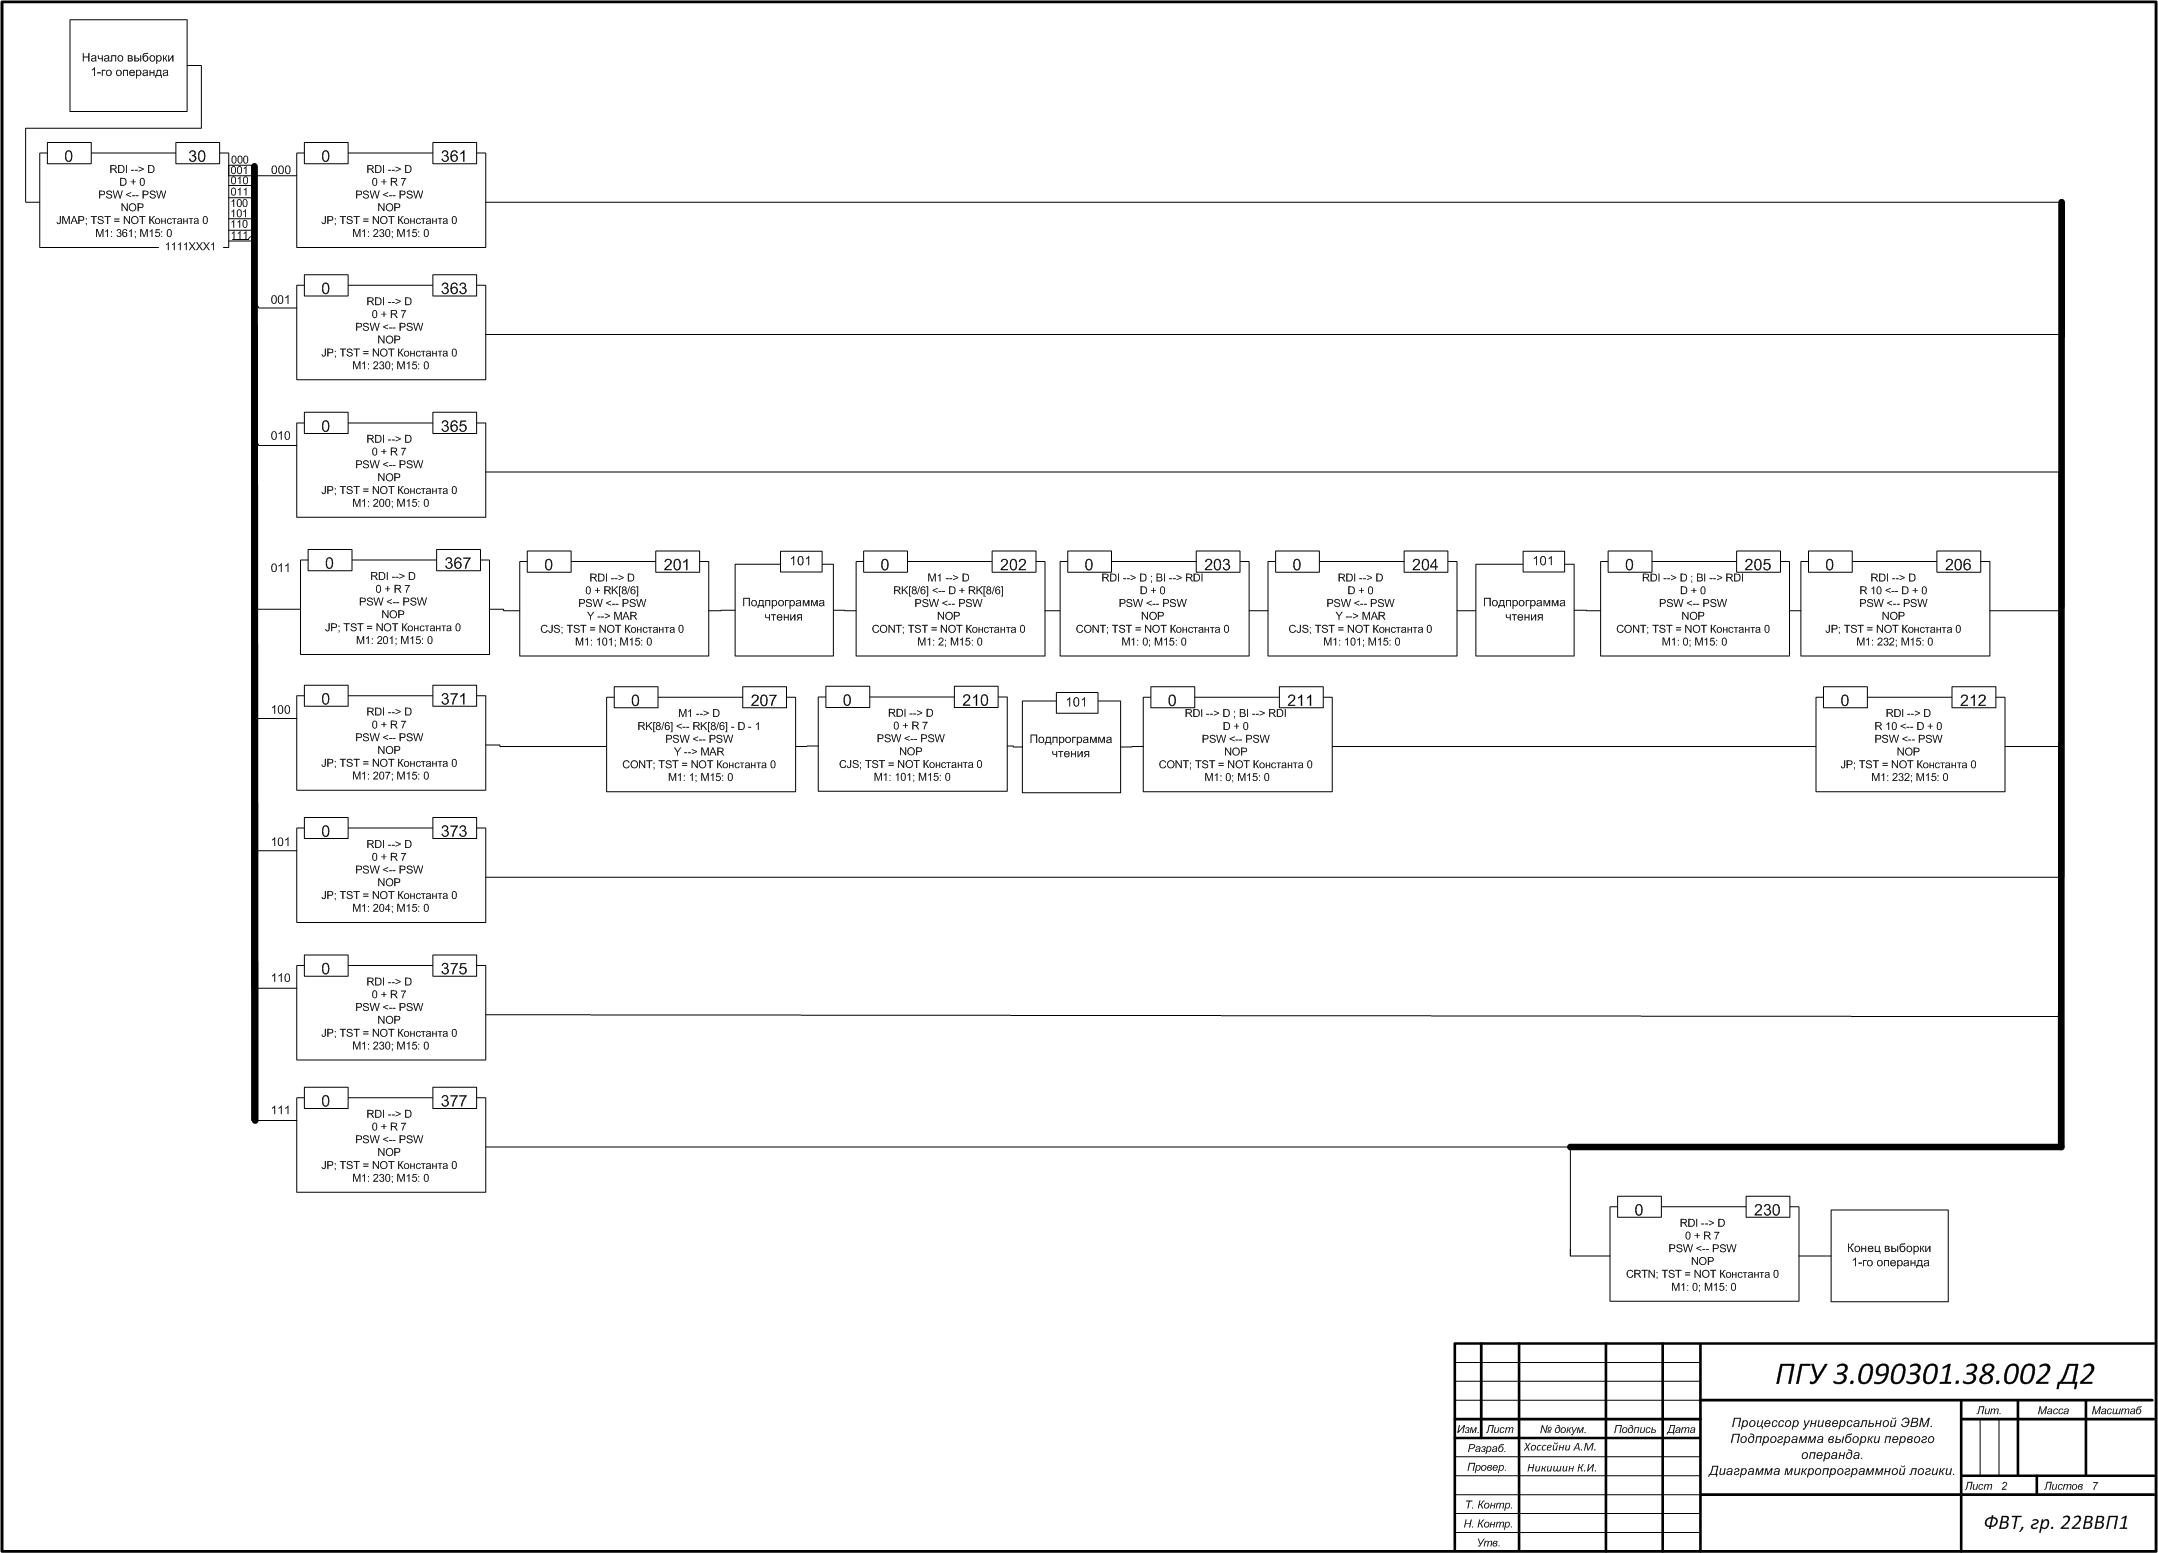 Начало выборки
1-го операнда
0
30
RDI --> D
D + 0
PSW <-- PSW
NOP
JMAP; TST = NOT Константа 0
M1: 361; M15: 0
1111XXX1
000
001
010
011
100
101
110
111
000
0
361
RDI --> D
0 + R 7
PSW <-- PSW
NOP
JP; TST = NOT Константа 0
M1: 230; M15: 0
001
0
363
RDI --> D
0 + R 7
PSW <-- PSW
NOP
JP; TST = NOT Константа 0
M1: 230; M15: 0
010
0
365
RDI --> D
0 + R 7
PSW <-- PSW
NOP
JP; TST = NOT Константа 0
M1: 200; M15: 0
011
0
367
RDI --> D
0 + R 7
PSW <-- PSW
NOP
JP; TST = NOT Константа 0
M1: 201; M15: 0
0
201
RDI --> D
0 + RK[8/6]
PSW <-- PSW
Y --> MAR
CJS; TST = NOT Константа 0
M1: 101; M15: 0
101
Подпрограмма
чтения
0
202
M1 --> D
RK[8/6] <-- D + RK[8/6]
PSW <-- PSW
NOP
CONT; TST = NOT Константа 0
M1: 2; M15: 0
0
203
RDI --> D ; BI --> RDI
D + 0
PSW <-- PSW
NOP
CONT; TST = NOT Константа 0
M1: 0; M15: 0
0
204
RDI --> D
D + 0
PSW <-- PSW
Y --> MAR
CJS; TST = NOT Константа 0
M1: 101; M15: 0
101
Подпрограмма
чтения
0
205
RDI --> D ; BI --> RDI
D + 0
PSW <-- PSW
NOP
CONT; TST = NOT Константа 0
M1: 0; M15: 0
0
206
RDI --> D
R 10 <-- D + 0
PSW <-- PSW
NOP
JP; TST = NOT Константа 0
M1: 232; M15: 0
100
0
371
RDI --> D
0 + R 7
PSW <-- PSW
NOP
JP; TST = NOT Константа 0
M1: 207; M15: 0
0
207
M1 --> D
RK[8/6] <-- RK[8/6] - D - 1
PSW <-- PSW
Y --> MAR
CONT; TST = NOT Константа 0
M1: 1; M15: 0
0
210
RDI --> D
0 + R 7
PSW <-- PSW
NOP
CJS; TST = NOT Константа 0
M1: 101; M15: 0
101
Подпрограмма
чтения
0
211
RDI --> D ; BI --> RDI
D + 0
PSW <-- PSW
NOP
CONT; TST = NOT Константа 0
M1: 0; M15: 0
0
212
RDI --> D
R 10 <-- D + 0
PSW <-- PSW
NOP
JP; TST = NOT Константа 0
M1: 232; M15: 0
101
0
373
RDI --> D
0 + R 7
PSW <-- PSW
NOP
JP; TST = NOT Константа 0
M1: 204; M15: 0
110
0
375
RDI --> D
0 + R 7
PSW <-- PSW
NOP
JP; TST = NOT Константа 0
M1: 230; M15: 0
111
0
377
RDI --> D
0 + R 7
PSW <-- PSW
NOP
JP; TST = NOT Константа 0
M1: 230; M15: 0
0
230
RDI --> D
0 + R 7
PSW <-- PSW
NOP
CRTN; TST = NOT Константа 0
M1: 0; M15: 0
Конец выборки
1-го операнда
ПГУ 3.090301.38.002 Д2
Изм. Лист № докум. Подпись Дата
Разраб. Хоссейни А.М.
Провер. Никишин К.И.
Т. Контр.
Н. Контр.
Утв.
Процессор универсальной ЭВМ.
Подпрограмма выборки первого
операнда.
Диаграмма микропрограммной логики.
Лит. Масса Масштаб
Лист 2 Листов 7
ФВТ, гр. 22ВВП1